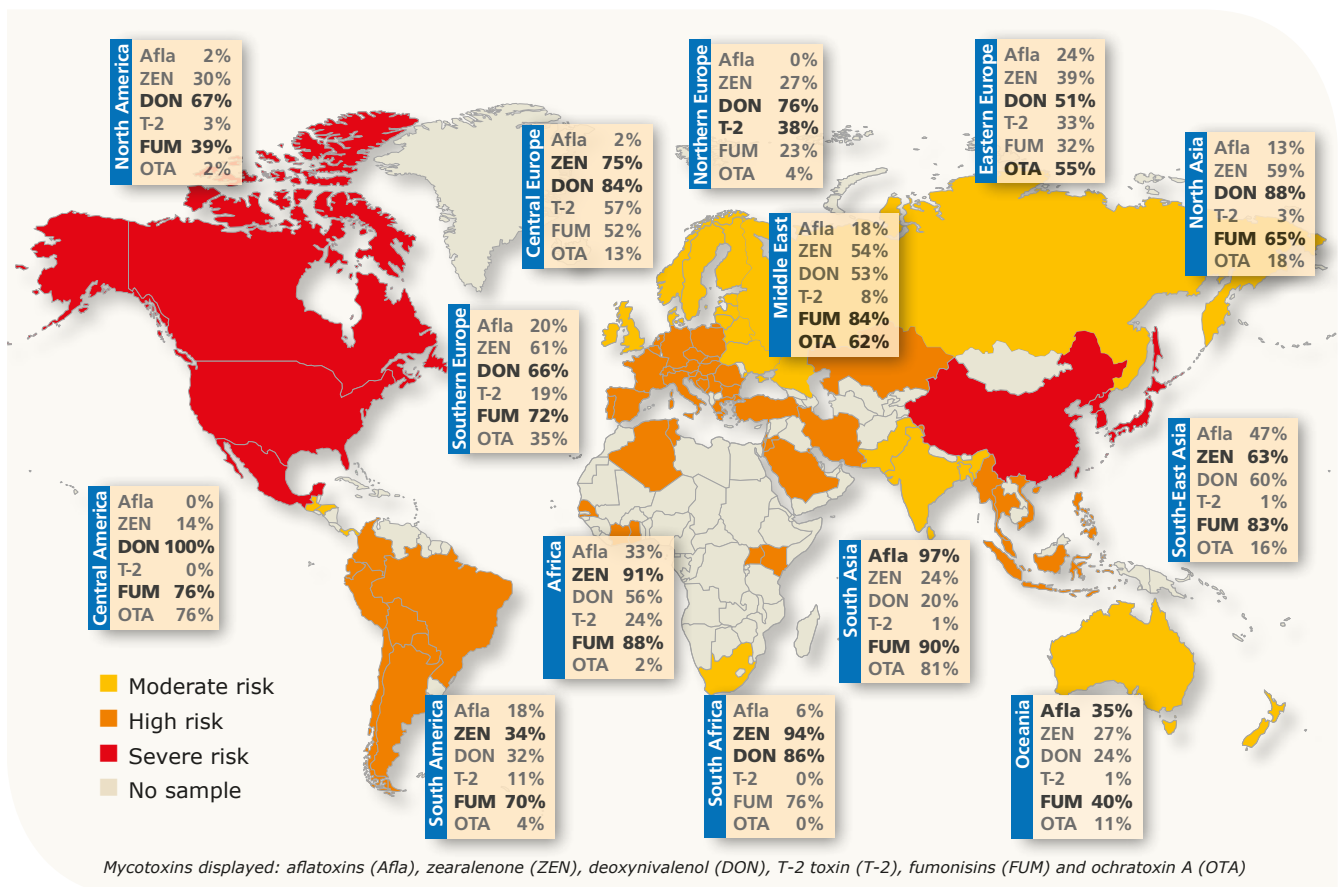 North America
Afla 2%
ZEN 30%
DON 67%
T-2 3%
FUM 39%
OTA 2%
Central Europe
Afla 2%
ZEN 75%
DON 84%
T-2 57%
FUM 52%
OTA 13%
Northern Europe
Afla 0%
ZEN 27%
DON 76%
T-2 38%
FUM 23%
OTA 4%
Eastern Europe
Afla 24%
ZEN 39%
DON 51%
T-2 33%
FUM 32%
OTA 55%
North Asia
Afla 13%
ZEN 59%
DON 88%
T-2 3%
FUM 65%
OTA 18%
Middle East
Afla 18%
ZEN 54%
DON 53%
T-2 8%
FUM 84%
OTA 62%
Southern Europe
Afla 20%
ZEN 61%
DON 66%
T-2 19%
FUM 72%
OTA 35%
South-East Asia
Afla 47%
ZEN 63%
DON 60%
T-2 1%
FUM 83%
OTA 16%
Central America
Afla 0%
ZEN 14%
DON 100%
T-2 0%
FUM 76%
OTA 76%
Africa
Afla 33%
ZEN 91%
DON 56%
T-2 24%
FUM 88%
OTA 2%
South Asia
Afla 97%
ZEN 24%
DON 20%
T-2 1%
FUM 90%
OTA 81%
Moderate risk
High risk
Severe risk
No sample
South America
Afla 18%
ZEN 34%
DON 32%
T-2 11%
FUM 70%
OTA 4%
South Africa
Afla 6%
ZEN 94%
DON 86%
T-2 0%
FUM 76%
OTA 0%
Oceania
Afla 35%
ZEN 27%
DON 24%
T-2 1%
FUM 40%
OTA 11%
Mycotoxins displayed: aflatoxins (Afla), zearalenone (ZEN), deoxynivalenol (DON), T-2 toxin (T-2), fumonisins (FUM) and ochratoxin A (OTA)